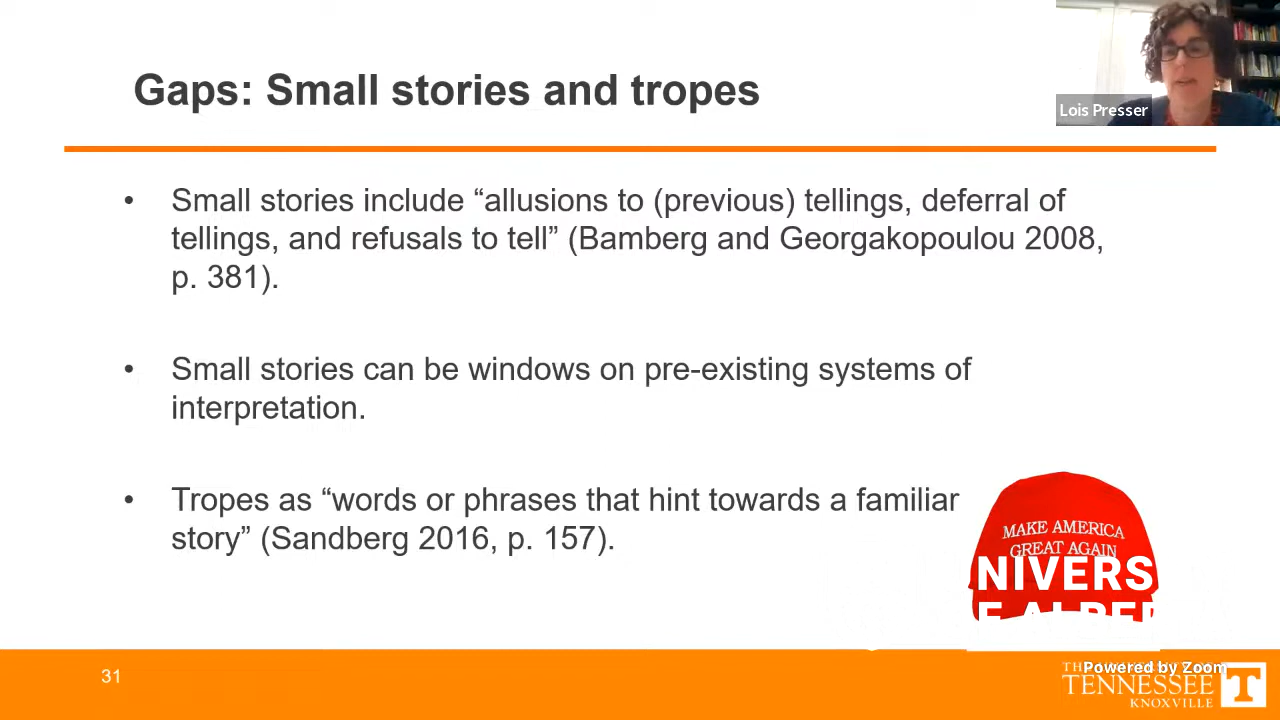 Gaps: Small stories and tropes
Lois Presser
• Small stories include “allusions to (previous) tellings, deferral of
tellings, and refusals to tell” (Bamberg and Georgakopoulou 2008,
p. 381).
• Small stories can be windows on pre-existing systems of
interpretation.
• Tropes as “words or phrases that hint towards a familiar
story” (Sandberg 2016, p. 157).
MAKE AMERICA
GREAT AGAIN
NIVERS
31
Powered by Zoom
TENNESSEE
KNOXVILLE
T